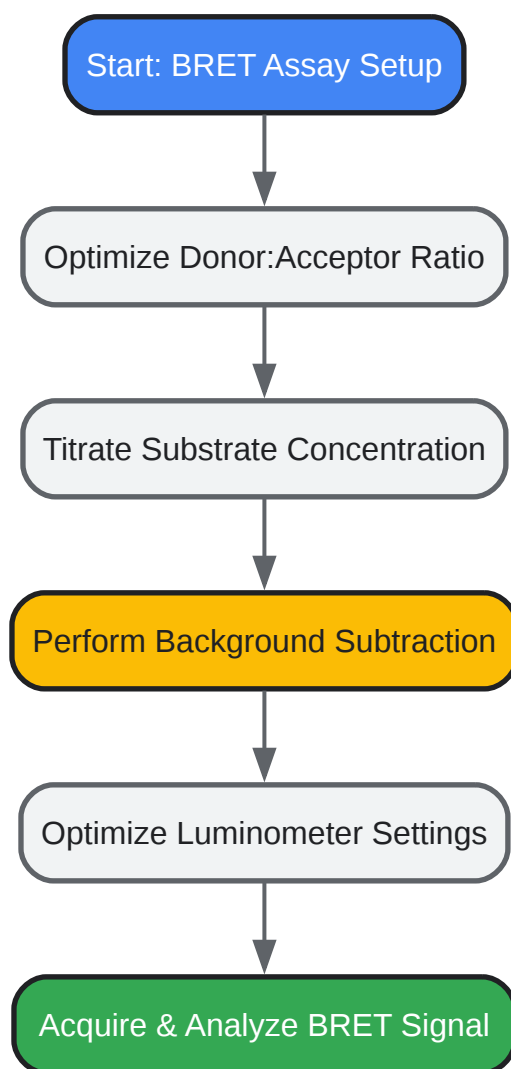 Start: BRET Assay Setup
Optimize Donor:Acceptor Ratio
Titrate Substrate Concentration
Perform Background Subtraction
Optimize Luminometer Settings
Acquire & Analyze BRET Signal